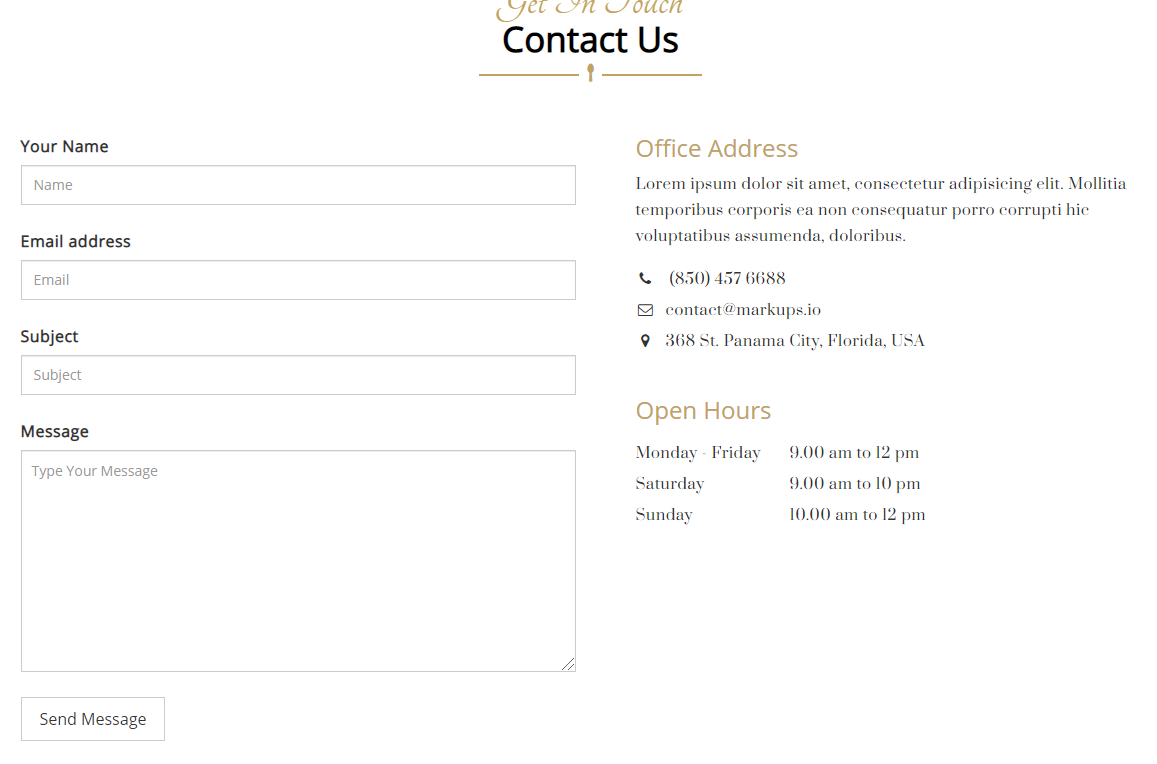 Get In Touch
Contact Us
Your Name
Name
Email address
Email
Subject
Subject
Message
Type Your Message
Send Message
Office Address
Lorem ipsum dolor sit amet, consectetur adipisicing elit. Mollitia
temporibus corporis ea non consequatur porro corrupti hic
voluptatibus assumenda, doloribus.
(850) 457 6688
contact@markups.io
368 St. Panama City, Florida, USA
Open Hours
Monday - Friday 9.00 am to 12 pm
Saturday 9.00 am to 10 pm
Sunday 10.00 am to 12 pm